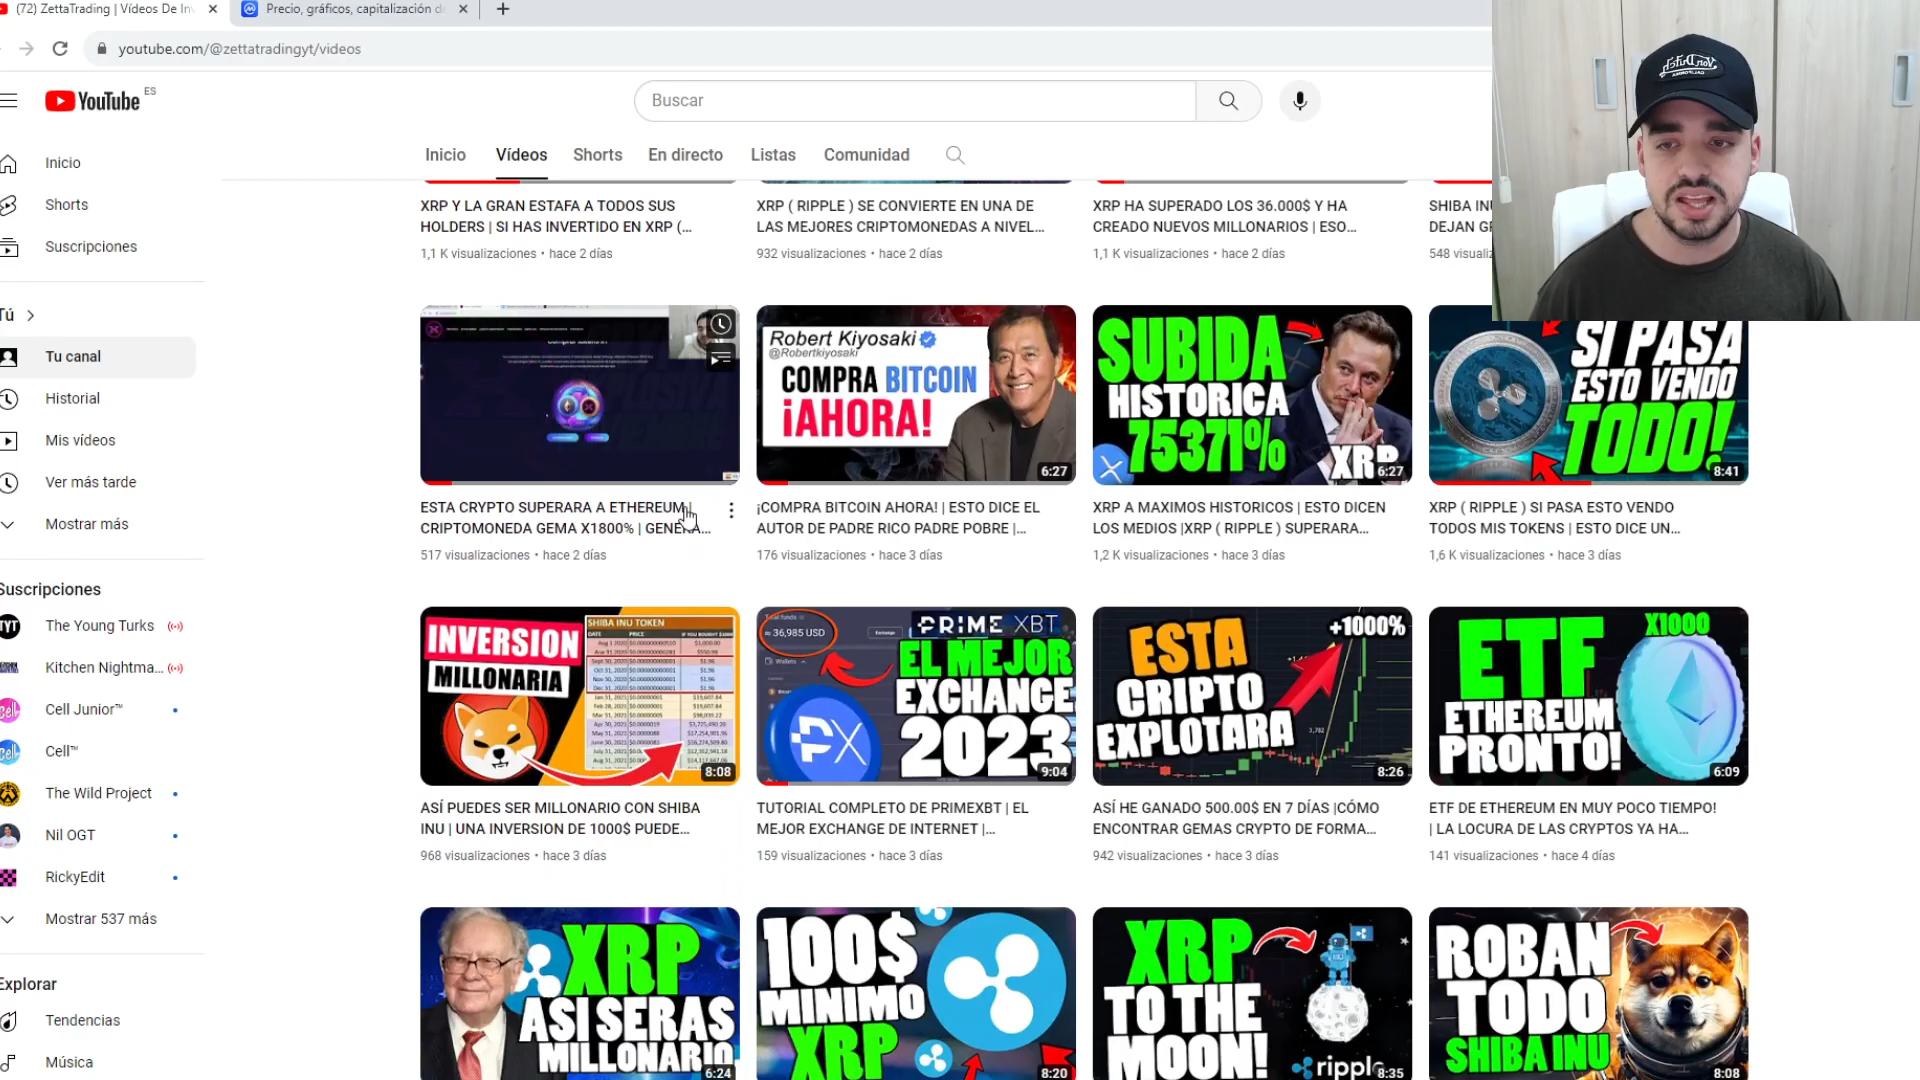 (72) ZettaTrading | Vídeos De Inv
Precio, gráficos, capitalización d
youtube.com/@zettatradingyt/videos
YouTube ES
Buscar
Inicio
Shorts
Suscripciones
Tú
Tu canal
Historial
Mis vídeos
Ver más tarde
Mostrar más
Suscripciones
The Young Turks
Kitchen Nightma...
Cell Junior™
Cell™
The Wild Project
Nil OGT
RickyEdit
Mostrar 537 más
Explorar
Tendencias
Música
Inicio Vídeos Shorts En directo Listas Comunidad
XRP Y LA GRAN ESTAFA A TODOS SUS
HOLDERS | SI HAS INVERTIDO EN XRP (...
1,1 K visualizaciones • hace 2 días
XRP ( RIPPLE ) SE CONVIERTE EN UNA DE
LAS MEJORES CRIPTOMONEDAS A NIVEL...
932 visualizaciones • hace 2 días
XRP HA SUPERADO LOS 36.000$ Y HA
CREADO NUEVOS MILLONARIOS | ESO...
1,1 K visualizaciones • hace 2 días
SHIBA INU
DEJAN GR
548 visualiz
ESTA CRYPTO SUPERARA A ETHEREUM |
CRIPTOMONEDA GEMA X1800% | GENERA...
517 visualizaciones • hace 2 días
Robert Kiyosaki
@Robertkiyosaki
COMPRA BITCOIN
¡AHORA!
6:27
¡COMPRA BITCOIN AHORA! | ESTO DICE EL
AUTOR DE PADRE RICO PADRE POBRE |...
176 visualizaciones • hace 3 días
SUBIDA
HISTORICA
75371%
XRP
6:27
XRP A MAXIMOS HISTORICOS | ESTO DICEN
LOS MEDIOS |XRP ( RIPPLE ) SUPERARA...
1,2 K visualizaciones • hace 3 días
SI PASA
ESTO VENDO
TODO!
8:41
XRP ( RIPPLE ) SI PASA ESTO VENDO
TODOS MIS TOKENS | ESTO DICE UN...
1,6 K visualizaciones • hace 3 días
INVERSION
MILLONARIA
SHIBA INU TOKEN
DATE PRICE
8:08
ASÍ PUEDES SER MILLONARIO CON SHIBA
INU | UNA INVERSION DE 1000$ PUEDE...
968 visualizaciones • hace 3 días
36,985 USD
Wallets
Exchange
PRIME XBT
EL MEJOR
EXCHANGE
2023
9:04
TUTORIAL COMPLETO DE PRIMEXBT | EL
MEJOR EXCHANGE DE INTERNET |...
159 visualizaciones • hace 3 días
+1000%
ESTA
CRIPTO
EXPLOTARA
8:26
ASÍ HE GANADO 500.00$ EN 7 DÍAS |CÓMO
ENCONTRAR GEMAS CRYPTO DE FORMA...
942 visualizaciones • hace 3 días
X1000
ETF
ETHEREUM
PRONTO!
6:09
ETF DE ETHEREUM EN MUY POCO TIEMPO!
| LA LOCURA DE LAS CRYPTOS YA HA...
141 visualizaciones • hace 4 días
XRP
ASI SERAS
MILLONARIO
6:24
100$
MINIMO
XRP
8:20
XRP
TO THE
MOON!
ripple
8:35
ROBAN
TODO
SHIBA INU
8:08